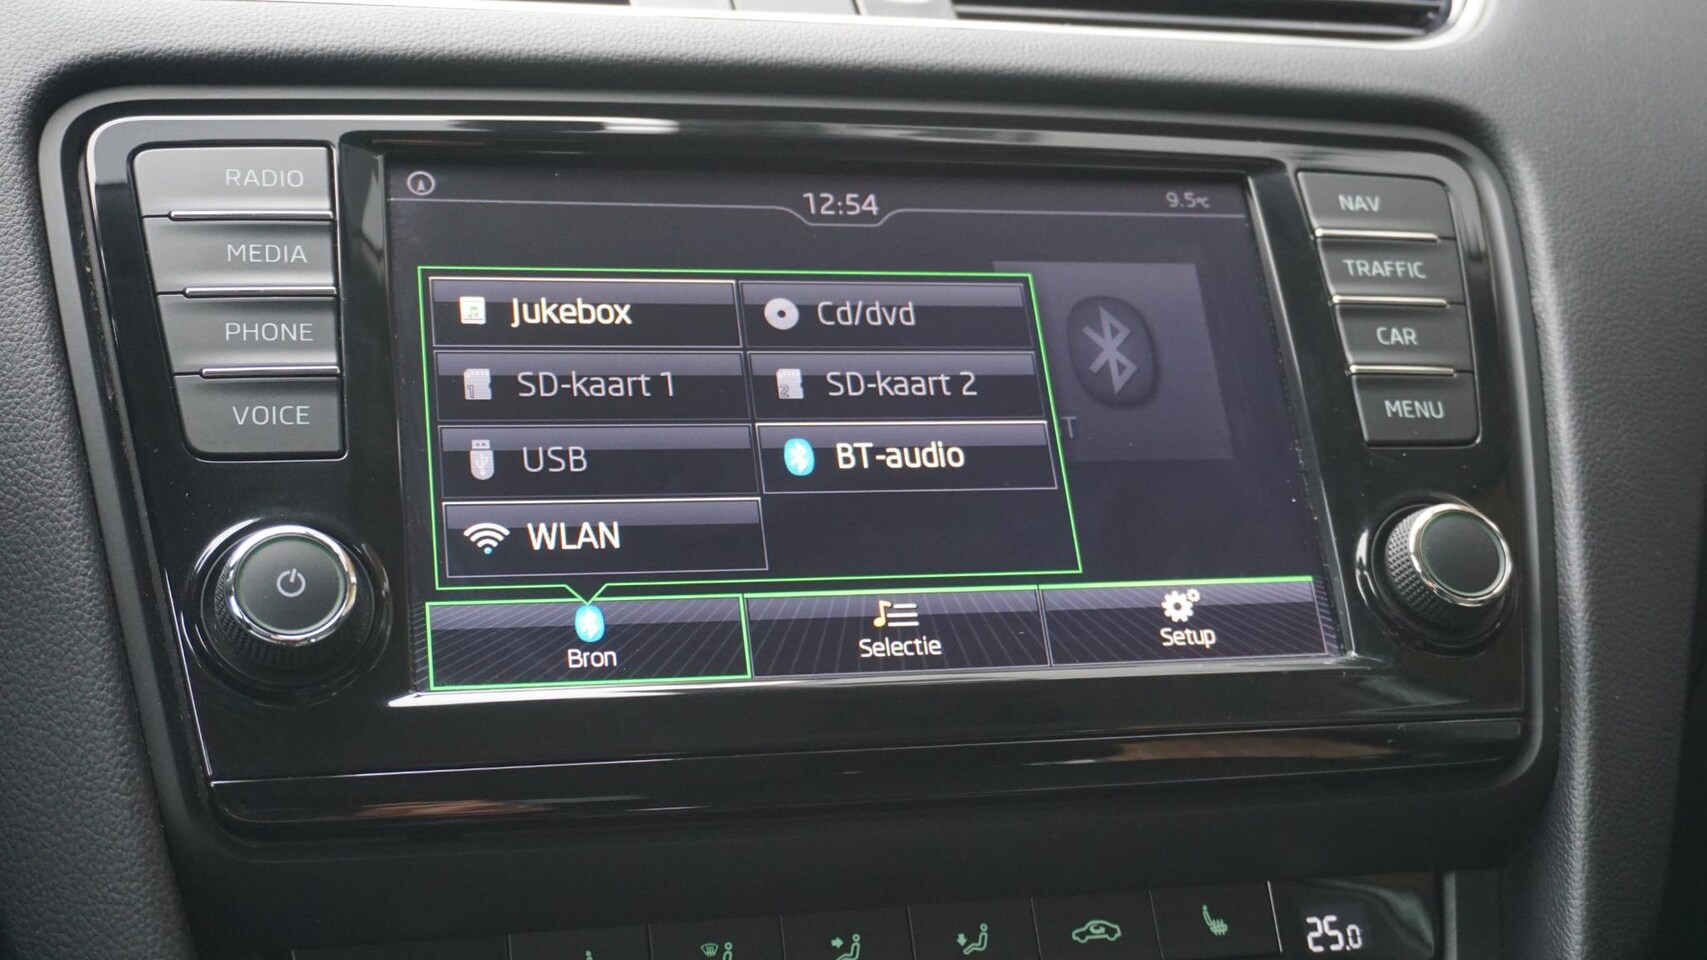 RADIO
MEDIA
PHONE
VOICE
12:54
9.5℃
Jukebox
Cd/dvd
SD-kaart 1
SD-kaart 2
USB
BT-audio
WLAN
Bron
Selectie
Setup
NAV
TRAFFIC
CAR
MENU
25.0